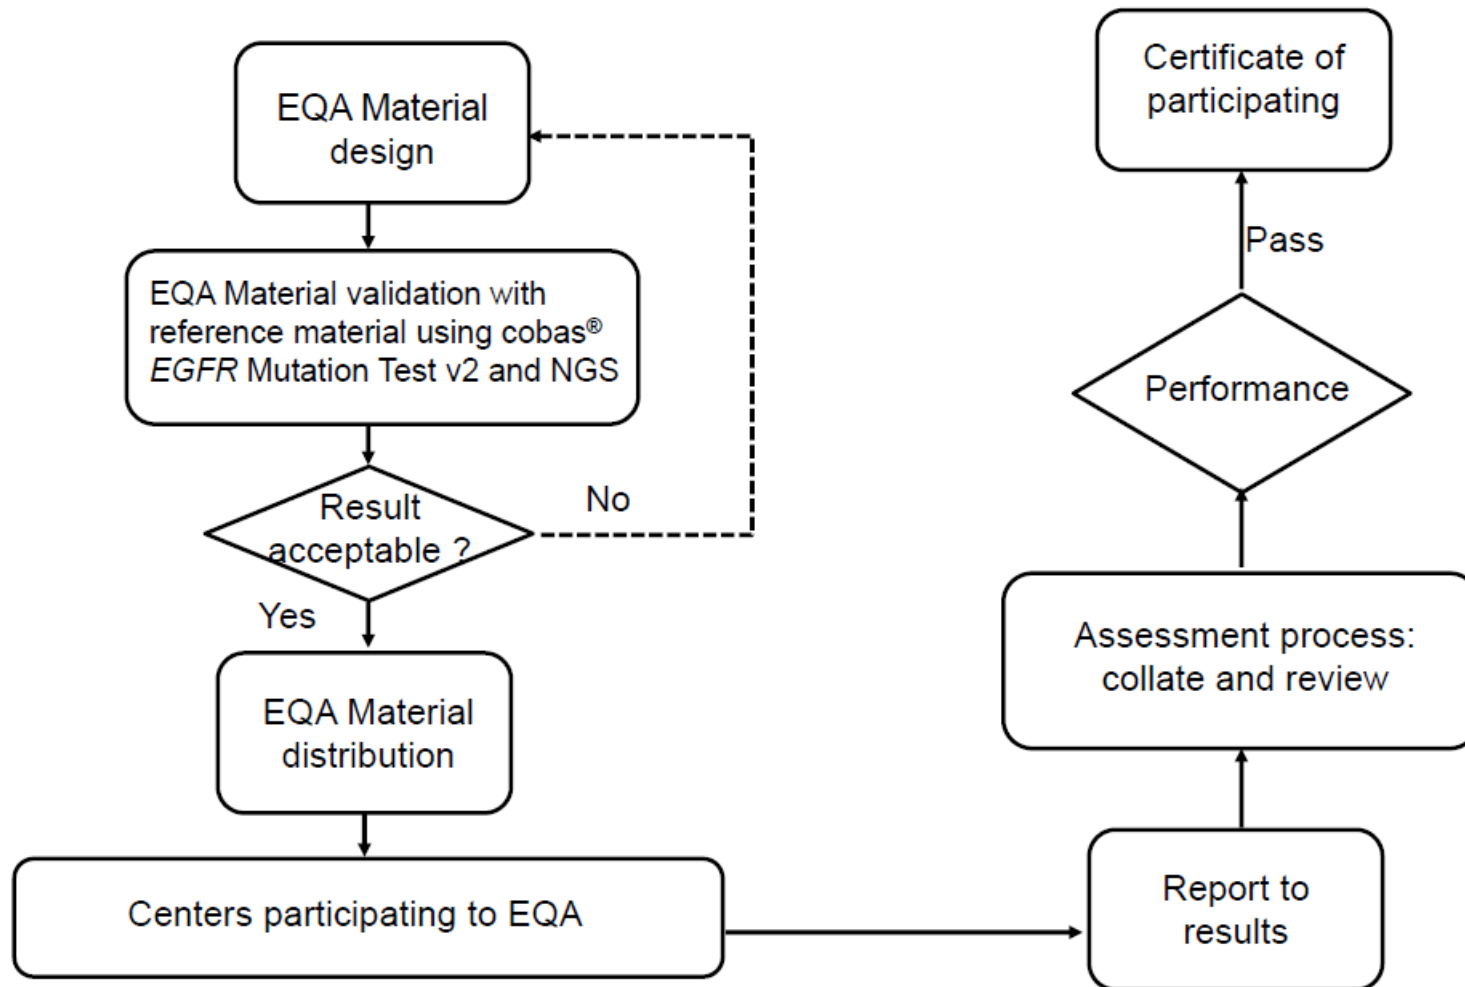 EQA Material
design
EQA Material validation with
reference material using cobas®
EGFR Mutation Test v2 and NGS
Result
acceptable ?
No
Yes
EQA Material
distribution
Centers participating to EQA
Report to
results
Assessment process:
collate and review
Performance
Pass
Certificate of
participating